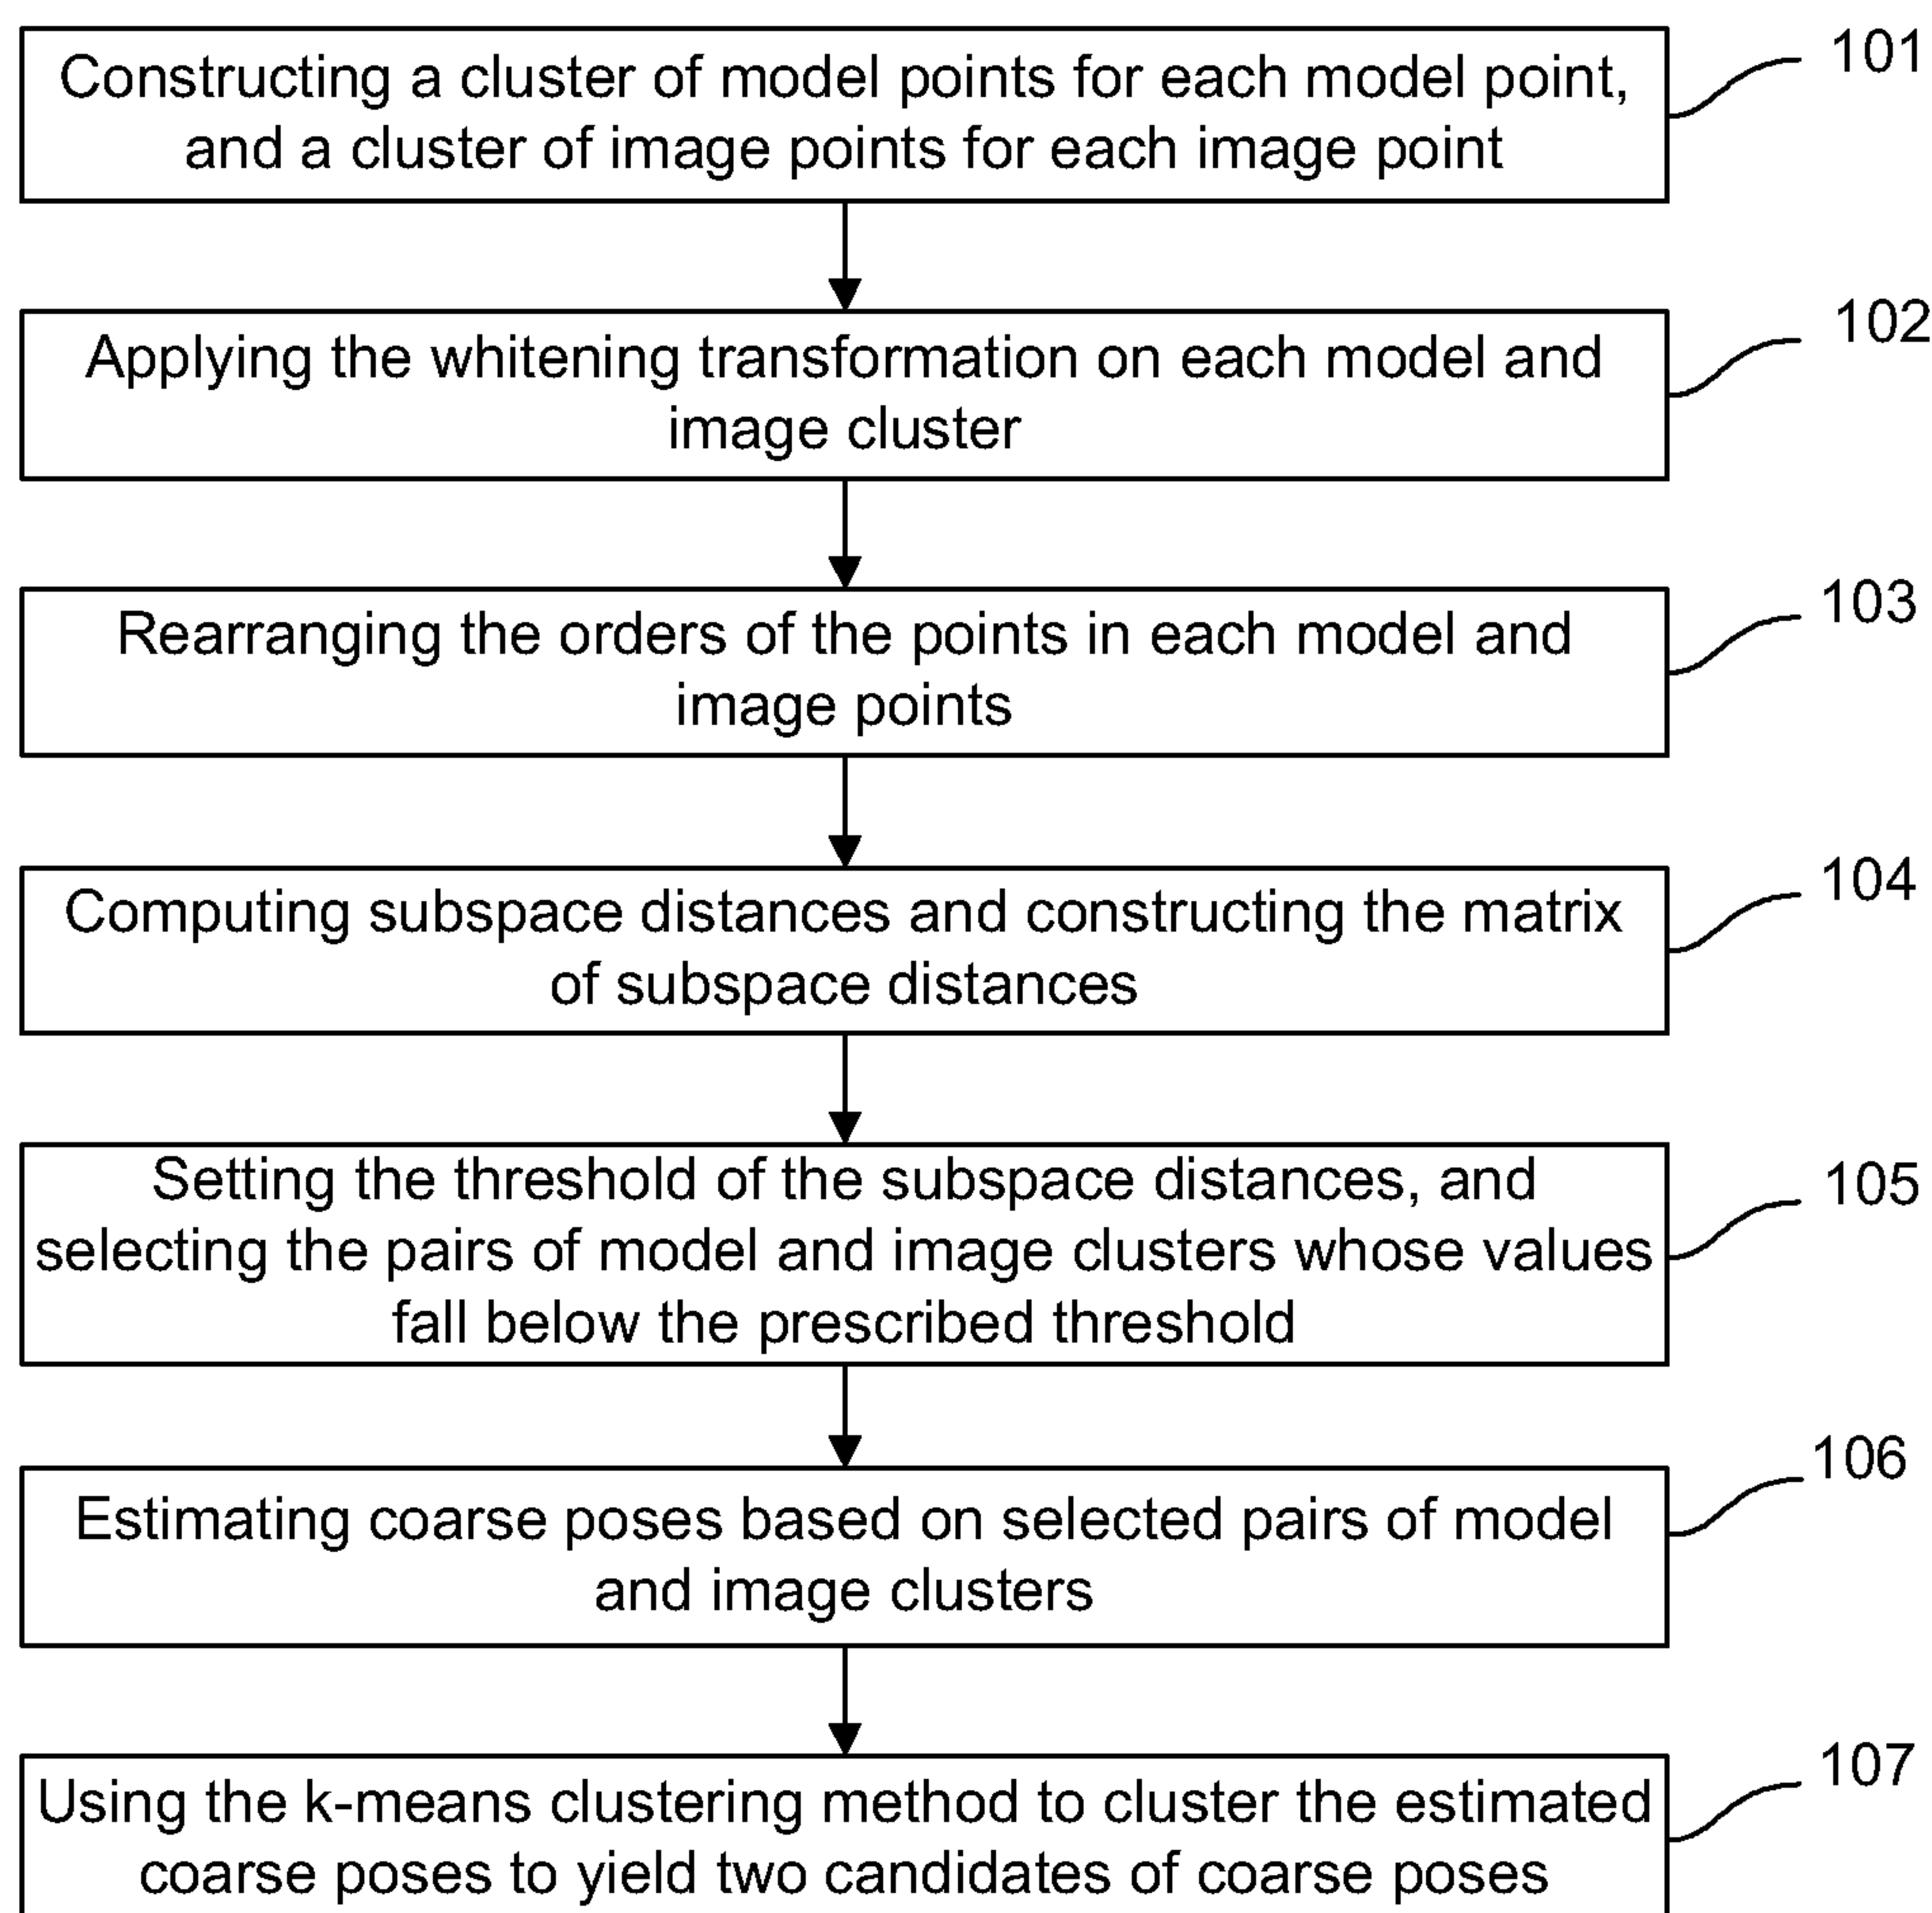 Constructing a cluster of model points for each model point,
and a cluster of image points for each image point
101
Applying the whitening transformation on each model and
image cluster
102
Rearranging the orders of the points in each model and
image points
103
Computing subspace distances and constructing the matrix
of subspace distances
104
Setting the threshold of the subspace distances, and
selecting the pairs of model and image clusters whose values
fall below the prescribed threshold
105
Estimating coarse poses based on selected pairs of model
and image clusters
106
Using the k-means clustering method to cluster the estimated
coarse poses to yield two candidates of coarse poses
107